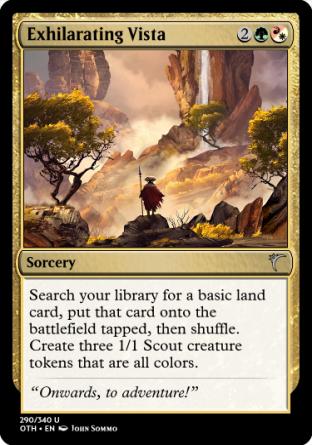 Exhilarating Vista 2
Sorcery
Search your library for a basic land
card, put that card onto the
battlefield tapped, then shuffle.
Create three 1/1 Scout creature
tokens that are all colors.
“Onwards, to adventure!”
290/340 U
OTH • EN John Sommo